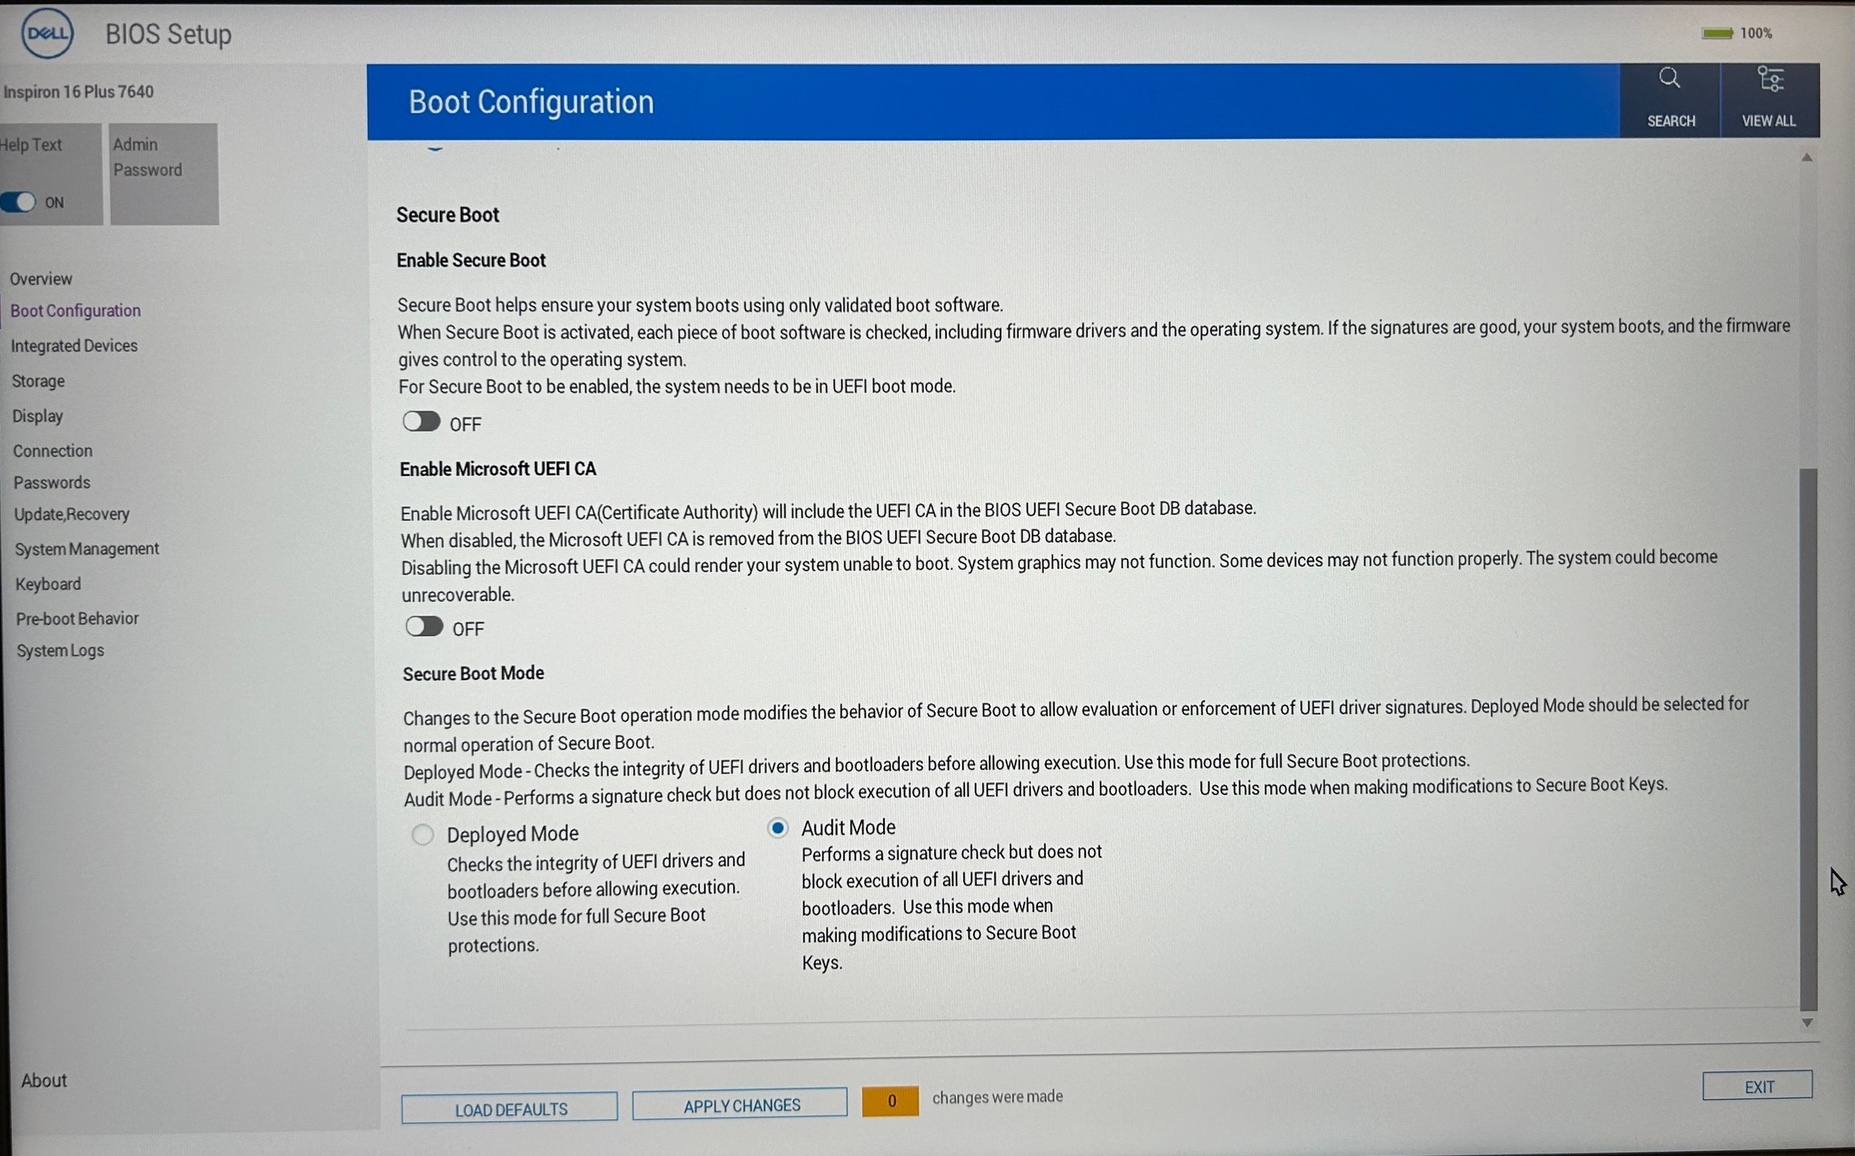 DELL
BIOS Setup
100%
Inspiron 16 Plus 7640
Help Text
ON
Admin
Password
Overview
Boot Configuration
Integrated Devices
Storage
Display
Connection
Passwords
Update,Recovery
System Management
Keyboard
Pre-boot Behavior
System Logs
About
Boot Configuration
SEARCH
VIEW ALL
Secure Boot
Enable Secure Boot
Secure Boot helps ensure your system boots using only validated boot software.
When Secure Boot is activated, each piece of boot software is checked, including firmware drivers and the operating system. If the signatures are good, your system boots, and the firmware
gives control to the operating system.
For Secure Boot to be enabled, the system needs to be in UEFI boot mode.
OFF
Enable Microsoft UEFI CA
Enable Microsoft UEFI CA(Certificate Authority) will include the UEFI CA in the BIOS UEFI Secure Boot DB database.
When disabled, the Microsoft UEFI CA is removed from the BIOS UEFI Secure Boot DB database.
Disabling the Microsoft UEFI CA could render your system unable to boot. System graphics may not function. Some devices may not function properly. The system could become
unrecoverable.
OFF
Secure Boot Mode
Changes to the Secure Boot operation mode modifies the behavior of Secure Boot to allow evaluation or enforcement of UEFI driver signatures. Deployed Mode should be selected for
normal operation of Secure Boot.
Deployed Mode - Checks the integrity of UEFI drivers and bootloaders before allowing execution. Use this mode for full Secure Boot protections.
Audit Mode - Performs a signature check but does not block execution of all UEFI drivers and bootloaders. Use this mode when making modifications to Secure Boot Keys.
Deployed Mode
Checks the integrity of UEFI drivers and
bootloaders before allowing execution.
Use this mode for full Secure Boot
protections.
Audit Mode
Performs a signature check but does not
block execution of all UEFI drivers and
bootloaders. Use this mode when
making modifications to Secure Boot
Keys.
LOAD DEFAULTS
APPLY CHANGES
0
changes were made
EXIT